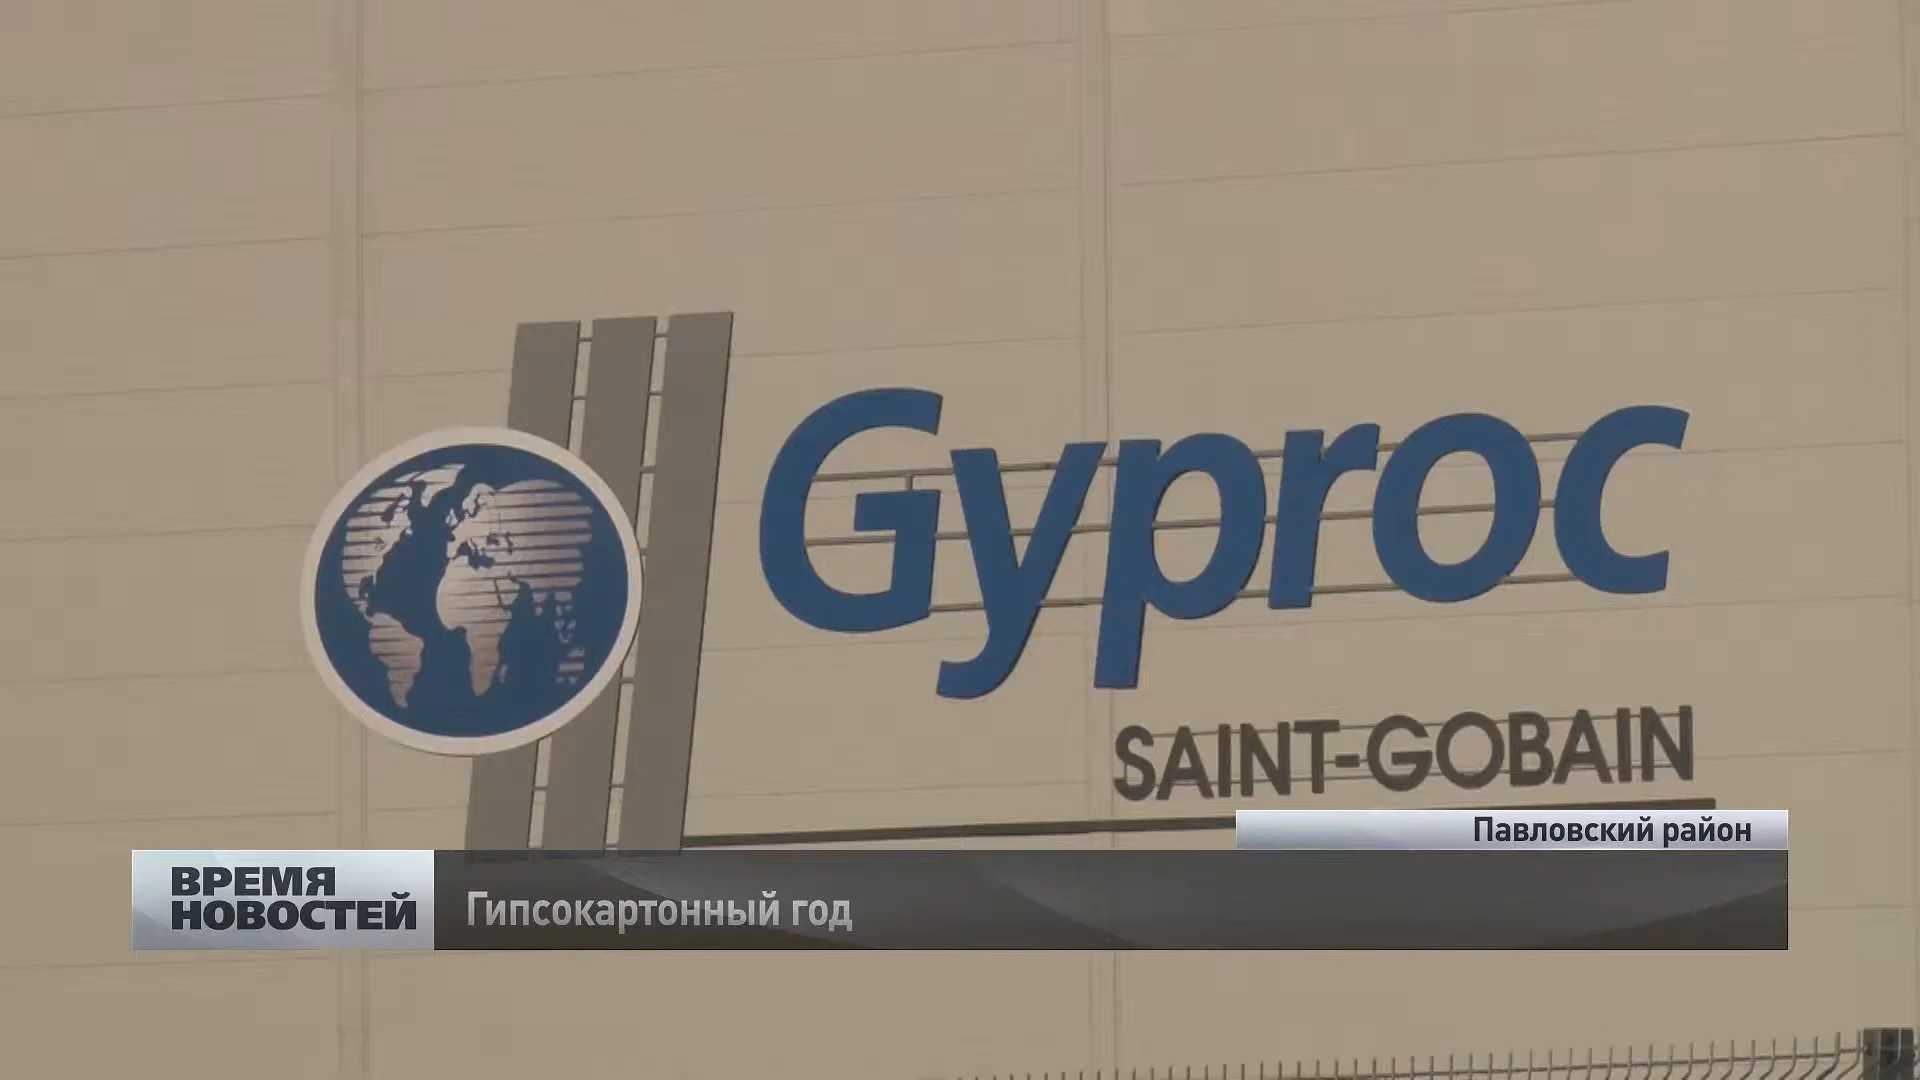 Gyproc
SAINT-GOBAIN
Павловский район
ВРЕМЯ
НОВОСТЕЙ
Гипсокартонный год